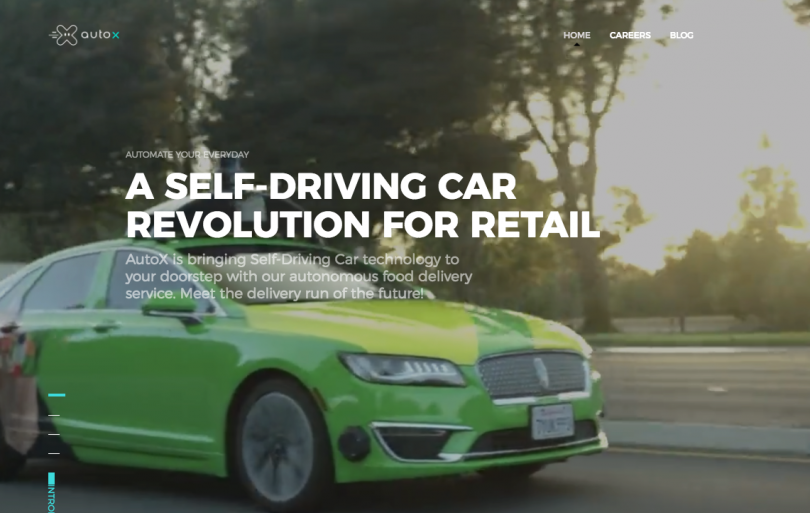 autox
HOME
CAREERS
BLOG
AUTOMATE YOUR EVERYDAY
A SELF-DRIVING CAR
REVOLUTION FOR RETAIL
AutoX is bringing Self-Driving Car technology to
your doorstep with our autonomous food delivery
service. Meet the delivery run of the future!
INTRO